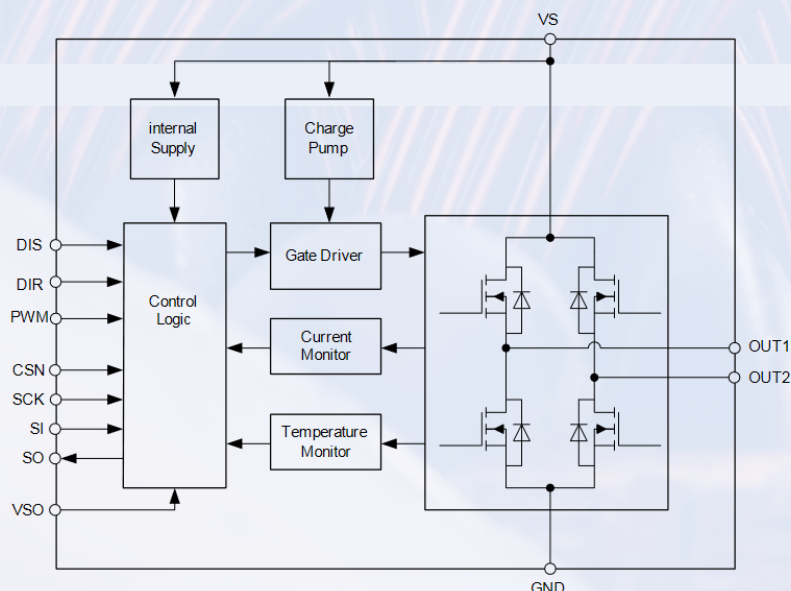 VS
internal
Supply
Charge
Pump
DIS
DIR
PWM
CSN
SCK
SI
SO
VSO
Control
Logic
Gate Driver
Current
Monitor
Temperature
Monitor
OUT1
OUT2
GND